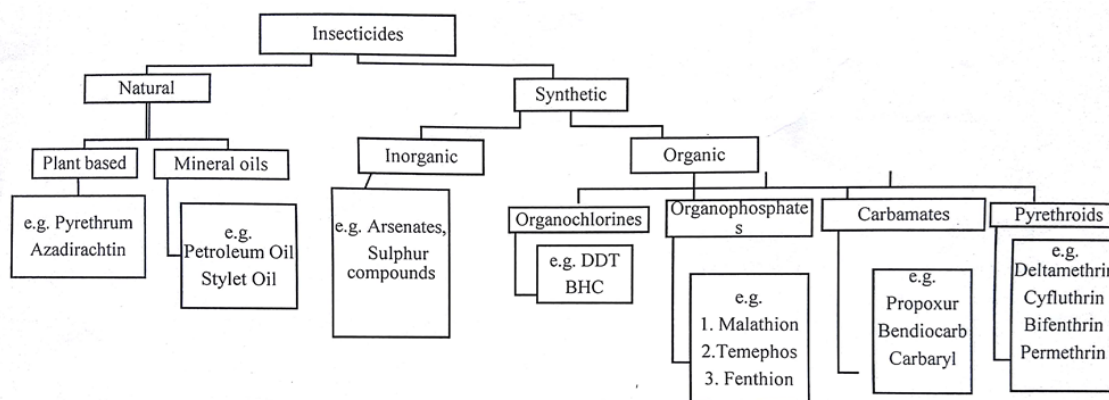 Insecticides
Natural
Synthetic
Plant based
Mineral oils
Inorganic
Organic
e.g. Pyrethrum
Azadirachtin
e.g.
Petroleum Oil
Stylet Oil
e.g. Arsenates,
Sulphur
compounds
Organochlorines
Organophosphate
s
Carbamates
Pyrethroids
e.g. DDT
BHC
e.g.
1. Malathion
2.Temephos
3. Fenthion
e.g.
Propoxur
Bendiocarb
Carbaryl
e.g.
Deltamethrin
Cyfluthrin
Bifenthrin
Permethrin